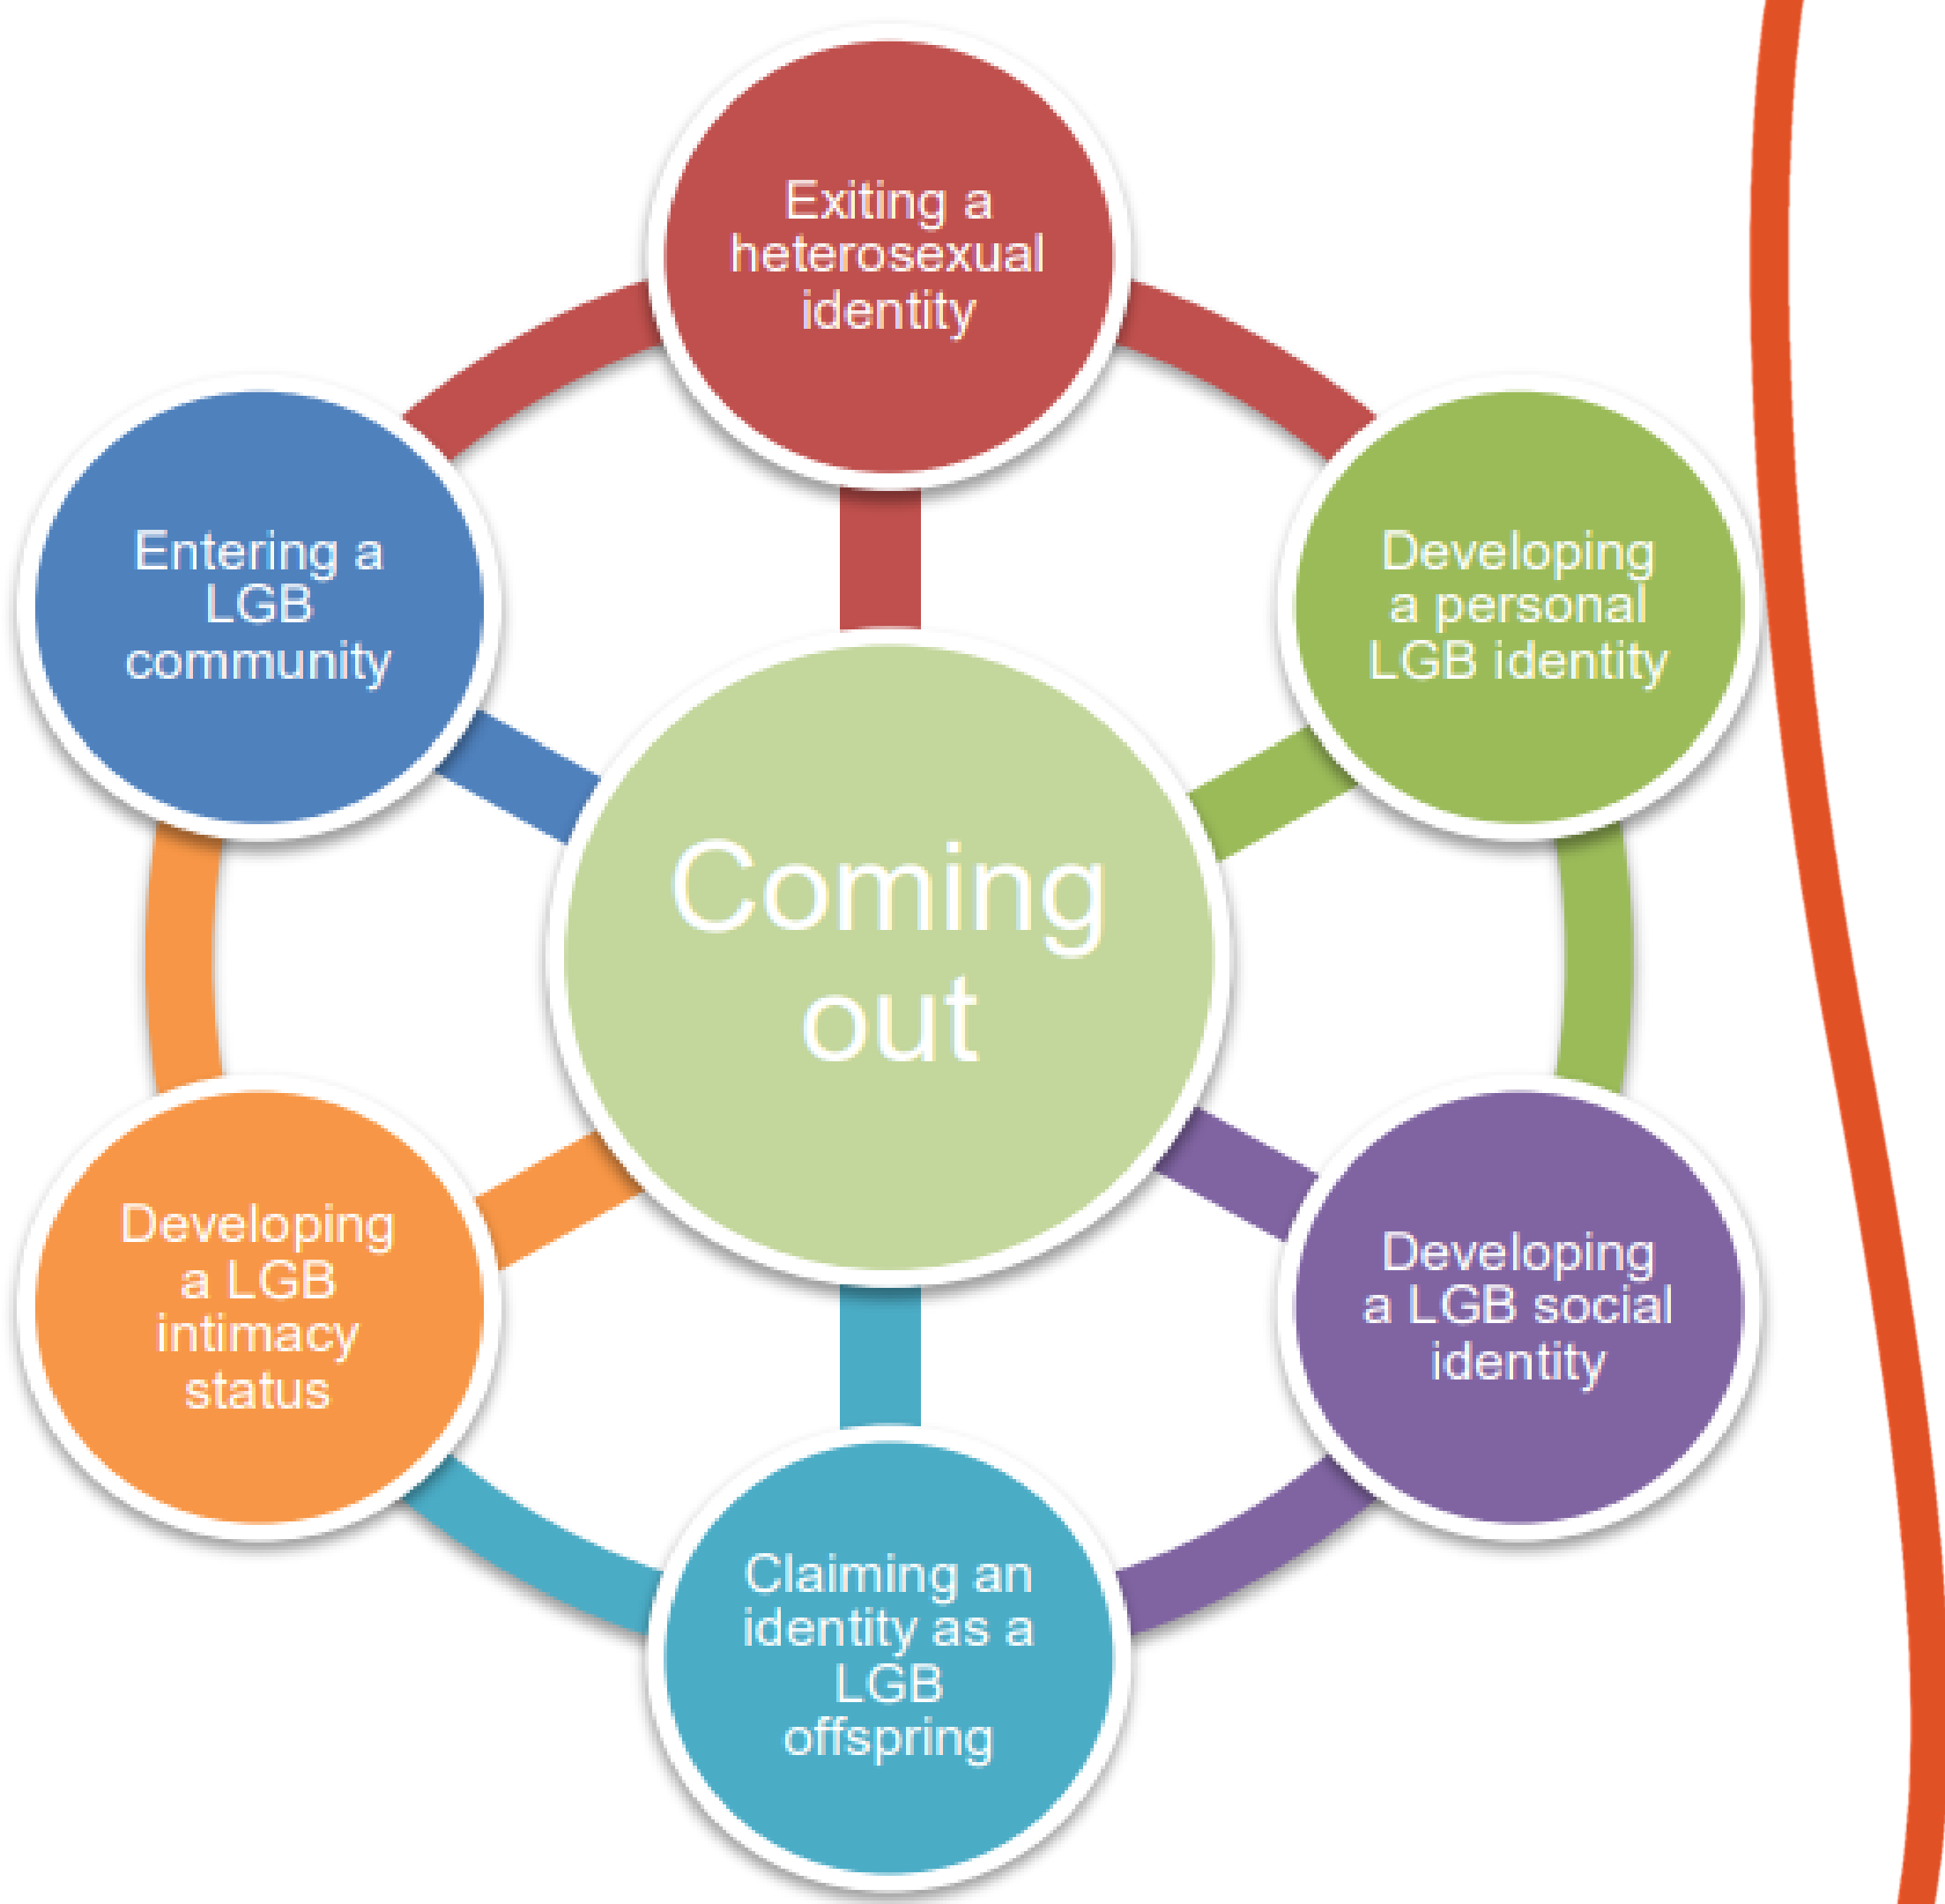 Exiting a
heterosexual
identity
Entering a
LGB
community
Developing
a personal
LGB identity
Coming
out
Developing
a LGB
intimacy
status
Developing
a LGB social
identity
Claiming an
identity as a
LGB
offspring